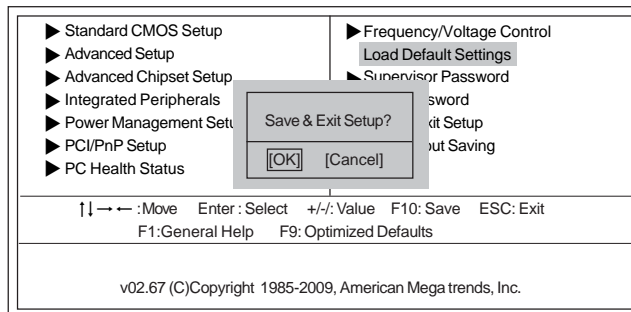 Standard CMOS Setup
Advanced Setup
Advanced Chipset Setup
Integrated Peripherals
Power Management Setu
PCI/PnP Setup
PC Health Status
Frequency/Voltage Control
Load Default Settings
Supervisor Password
sword
xit Setup
out Saving
Save & Exit Setup?
[OK] [Cancel]
↑↓→← :Move Enter : Select +/-/: Value F10: Save ESC: Exit
F1:General Help F9: Optimized Defaults
v02.67 (C)Copyright 1985-2009, American Mega trends, Inc.